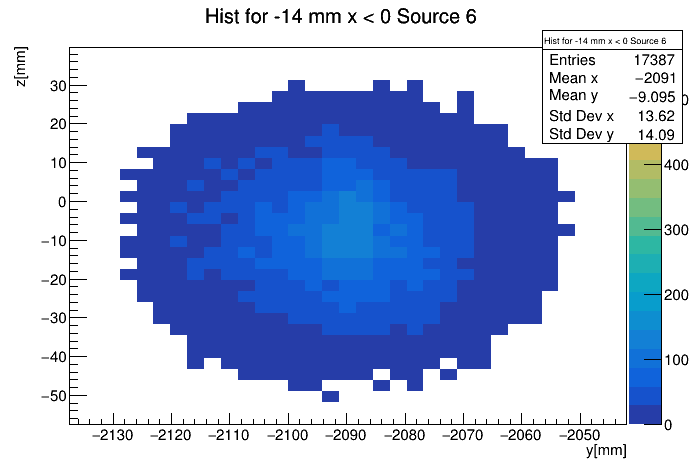 Hist for -14 mm x < 0 Source 6
Hist for -14 mm x < 0 Source 6
Entries 17387
Mean x −2091
Mean y −9.095
Std Dev x 13.62
Std Dev y 14.09
z[mm]
30
20
10
0
−10
−20
−30
−40
−50
−2130 −2120 −2110 −2100 −2090 −2080 −2070 −2060 −2050
y[mm]
0
400
300
200
100
0